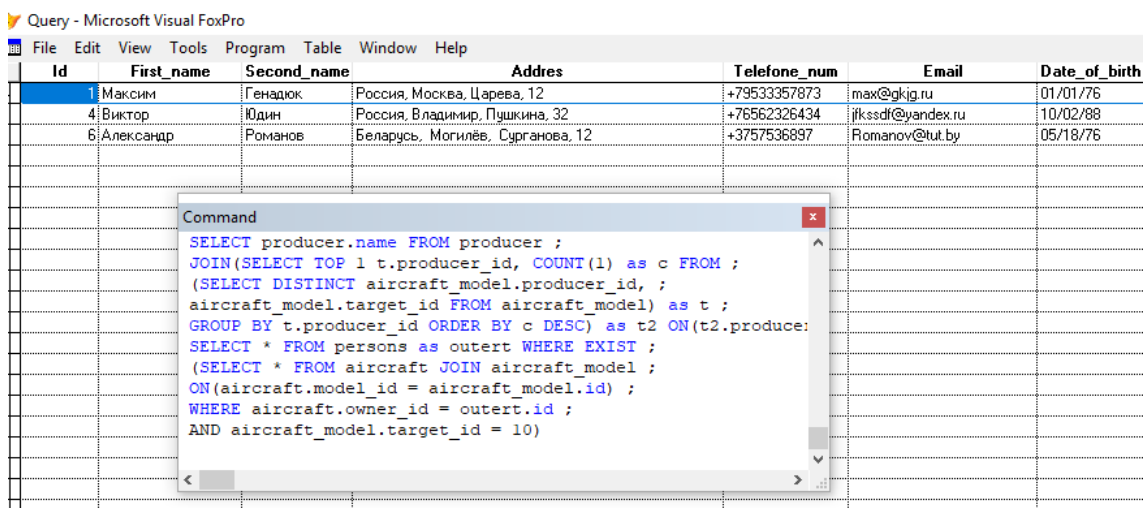 Query - Microsoft Visual FoxPro
File Edit View Tools Program Table Window Help
Id First_name Second_name Addres Telefone_num Email Date_of_birth
1 Максим Генадюк Россия, Москва, Царева, 12 +79533357873 max@gkjg.ru 01/01/76
4 Виктор Юдин Россия, Владимир, Пушкина, 32 +76562326434 jfkssdf@yandex.ru 10/02/88
6 Александр Романов Беларусь, Могилёв, Сурганова, 12 +3757536897 Romanov@tut.by 05/18/76
Command
SELECT producer.name FROM producer ;
JOIN(SELECT TOP 1 t.producer_id, COUNT(1) as c FROM ;
(SELECT DISTINCT aircraft_model.producer_id, ;
aircraft_model.target_id FROM aircraft_model) as t ;
GROUP BY t.producer_id ORDER BY c DESC) as t2 ON(t2.producer
SELECT * FROM persons as outert WHERE EXIST ;
(SELECT * FROM aircraft JOIN aircraft_model ;
ON(aircraft.model_id = aircraft_model.id) ;
WHERE aircraft.owner_id = outert.id ;
AND aircraft_model.target_id = 10)